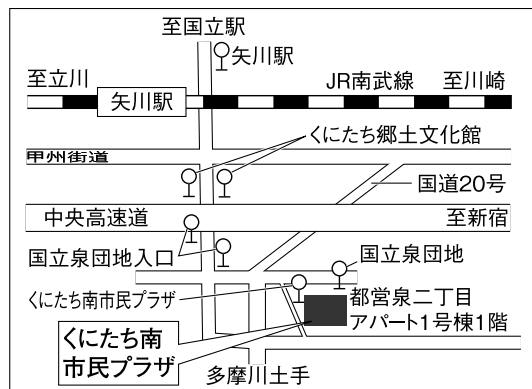 至国立駅
矢川駅
至立川
JR南武線
至川崎
矢川駅
くにたち郷土文化館
甲州街道
国道20号
中央高速道
至新宿
国立泉団地入口
国立泉団地
くにたち南市民プラザ
都営泉二丁目
アパート1号棟1階
くにたち南
市民プラザ
多摩川土手